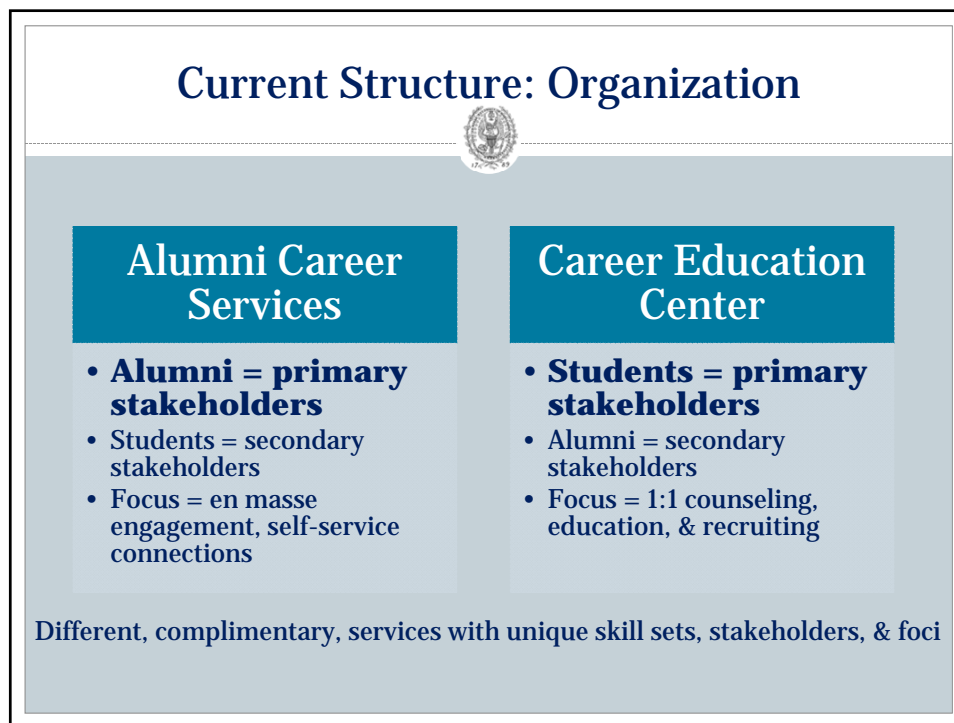 Current Structure: Organization
Alumni Career
Services
• Alumni = primary
stakeholders
• Students = secondary
stakeholders
• Focus = en masse
engagement, self-service
connections
Career Education
Center
• Students = primary
stakeholders
• Alumni = secondary
stakeholders
• Focus = 1:1 counseling,
education, & recruiting
Different, complimentary, services with unique skill sets, stakeholders, & foci